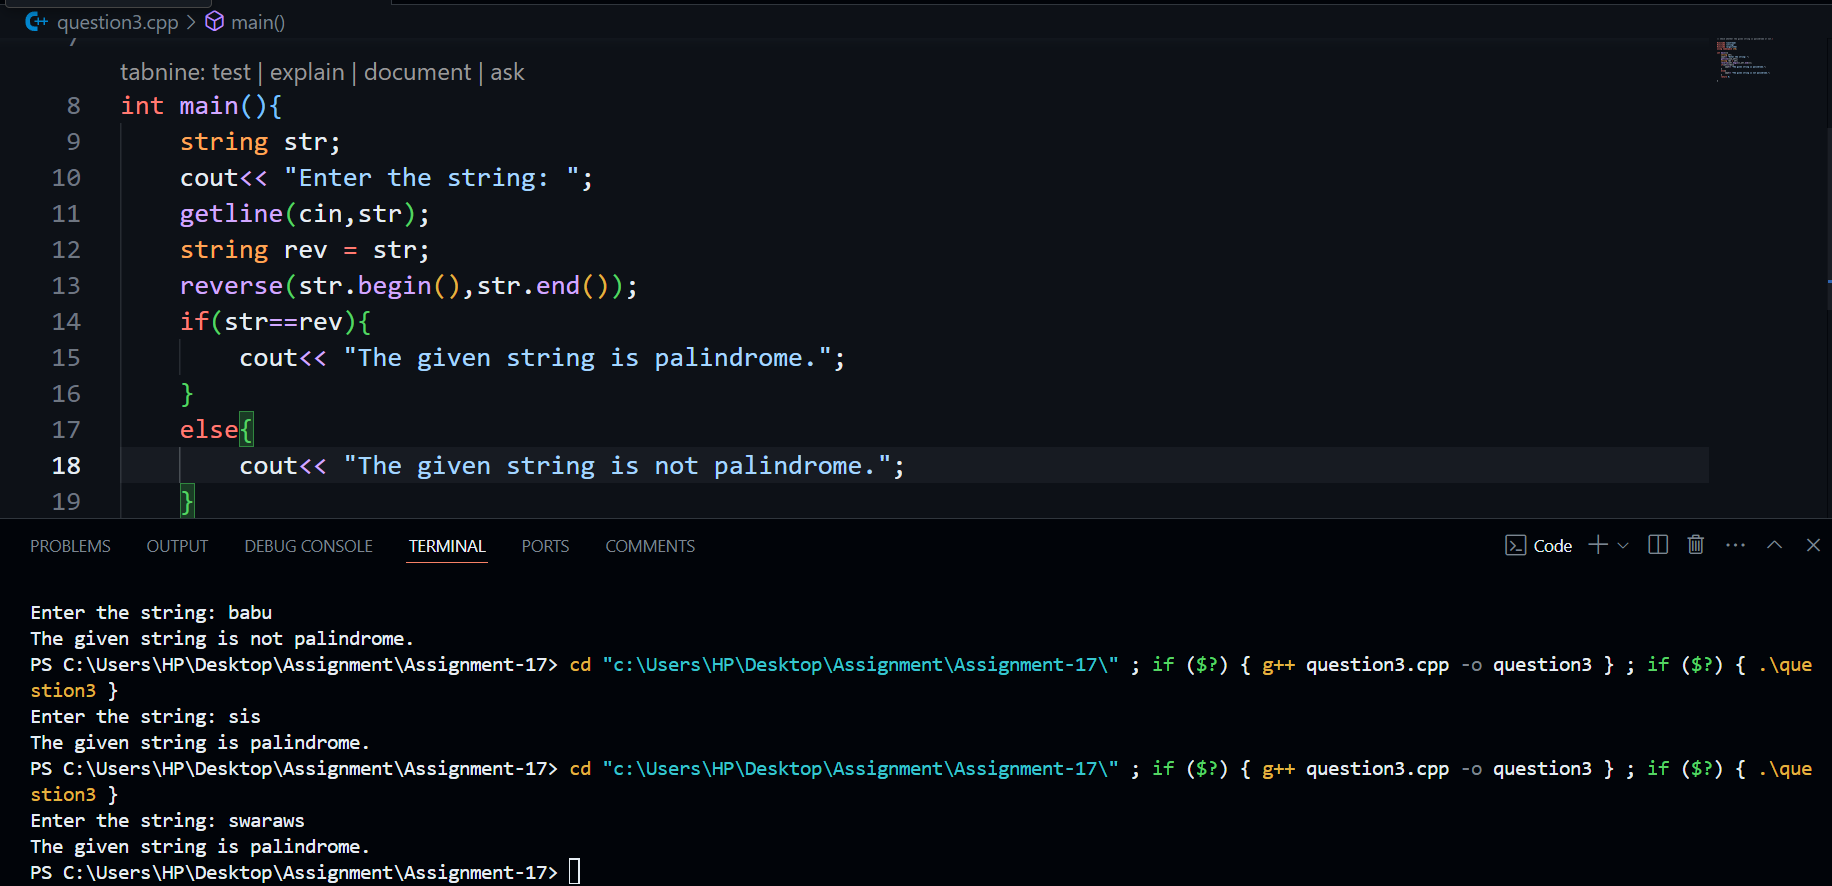 question3.cpp > main()
7
tabnine: test | explain | document | ask
8 int main(){
9 string str;
10 cout<< "Enter the string: ";
11 getline(cin,str);
12 string rev = str;
13 reverse(str.begin(),str.end());
14 if(str==rev){
15 cout<< "The given string is palindrome.";
16 }
17 else{
18 cout<< "The given string is not palindrome.";
19 }
PROBLEMS OUTPUT DEBUG CONSOLE TERMINAL PORTS COMMENTS Code
Enter the string: babu
The given string is not palindrome.
PS C:\Users\HP\Desktop\Assignment\Assignment-17> cd "c:\Users\HP\Desktop\Assignment\Assignment-17\" ; if ($?) { g++ question3.cpp -o question3 } ; if ($?) { .\que
stion3 }
Enter the string: sis
The given string is palindrome.
PS C:\Users\HP\Desktop\Assignment\Assignment-17> cd "c:\Users\HP\Desktop\Assignment\Assignment-17\" ; if ($?) { g++ question3.cpp -o question3 } ; if ($?) { .\que
stion3 }
Enter the string: swaraws
The given string is palindrome.
PS C:\Users\HP\Desktop\Assignment\Assignment-17>